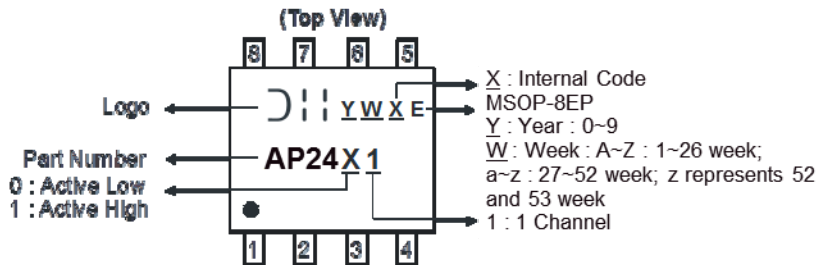 (Top View)
8 7 6 5
Logo
Y W X E
X : Internal Code
MSOP-8EP
Y : Year : 0~9
W : Week : A~Z : 1~26 week;
a~z : 27~52 week; z represents 52
and 53 week
1 : 1 Channel
Part Number
AP24X1
0 : Active Low
1 : Active High
1 2 3 4